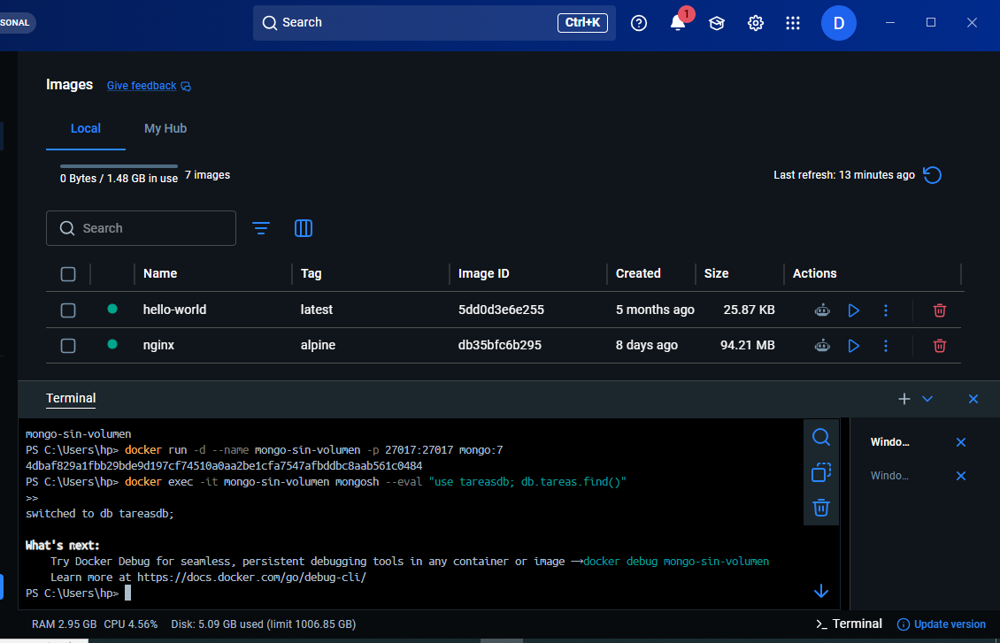 SONAL
Search
Ctrl+K
1
D
Images
Give feedback
Local
My Hub
0 Bytes / 1.48 GB in use
7 images
Last refresh: 13 minutes ago
Search
Name Tag Image ID Created Size Actions
hello-world latest 5dd0d3e6e255 5 months ago 25.87 KB
nginx alpine db35bfc6b295 8 days ago 94.21 MB
Terminal
mongo-sin-volumen
PS C:\Users\hp> docker run -d --name mongo-sin-volumen -p 27017:27017 mongo:7
4dbaf829a1fbb29bde9d197cf74510a0aa2be1cfa7547afbddbc8aab561c0484
PS C:\Users\hp> docker exec -it mongo-sin-volumen mongosh --eval "use tareasdb; db.tareas.find()"
>>
switched to db tareasdb;
What's next:
Try Docker Debug for seamless, persistent debugging tools in any container or image →docker debug mongo-sin-volumen
Learn more at https://docs.docker.com/go/debug-cli/
PS C:\Users\hp>
Windo...
Windo...
RAM 2.95 GB CPU 4.56% Disk: 5.09 GB used (limit 1006.85 GB)
>_ Terminal
Update version